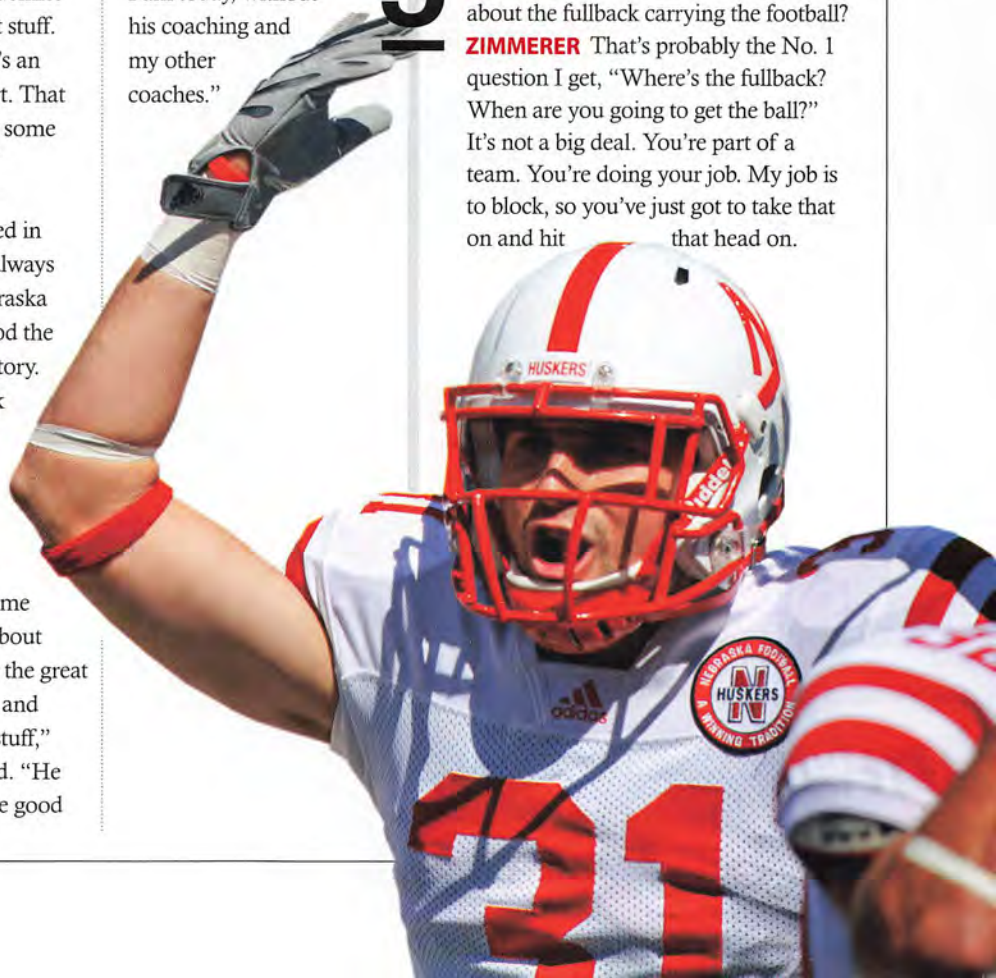 t stuff.
's an
t. That
some
ed in
lways
raska
od the
tory.
k
me
bout
the great
and
stuff,"
d. "He
e good
his coaching and
my other
coaches."
about the fullback carrying the football?
ZIMMERER That's probably the No. 1
question I get, "Where's the fullback?
When are you going to get the ball?"
It's not a big deal. You're part of a
team. You're doing your job. My job is
to block, so you've just got to take that
on and hit that head on.
HUSKERS
adidas
NEBRASKA FOOTBALL
HUSKERS
N
A WINNING TRADITION
31